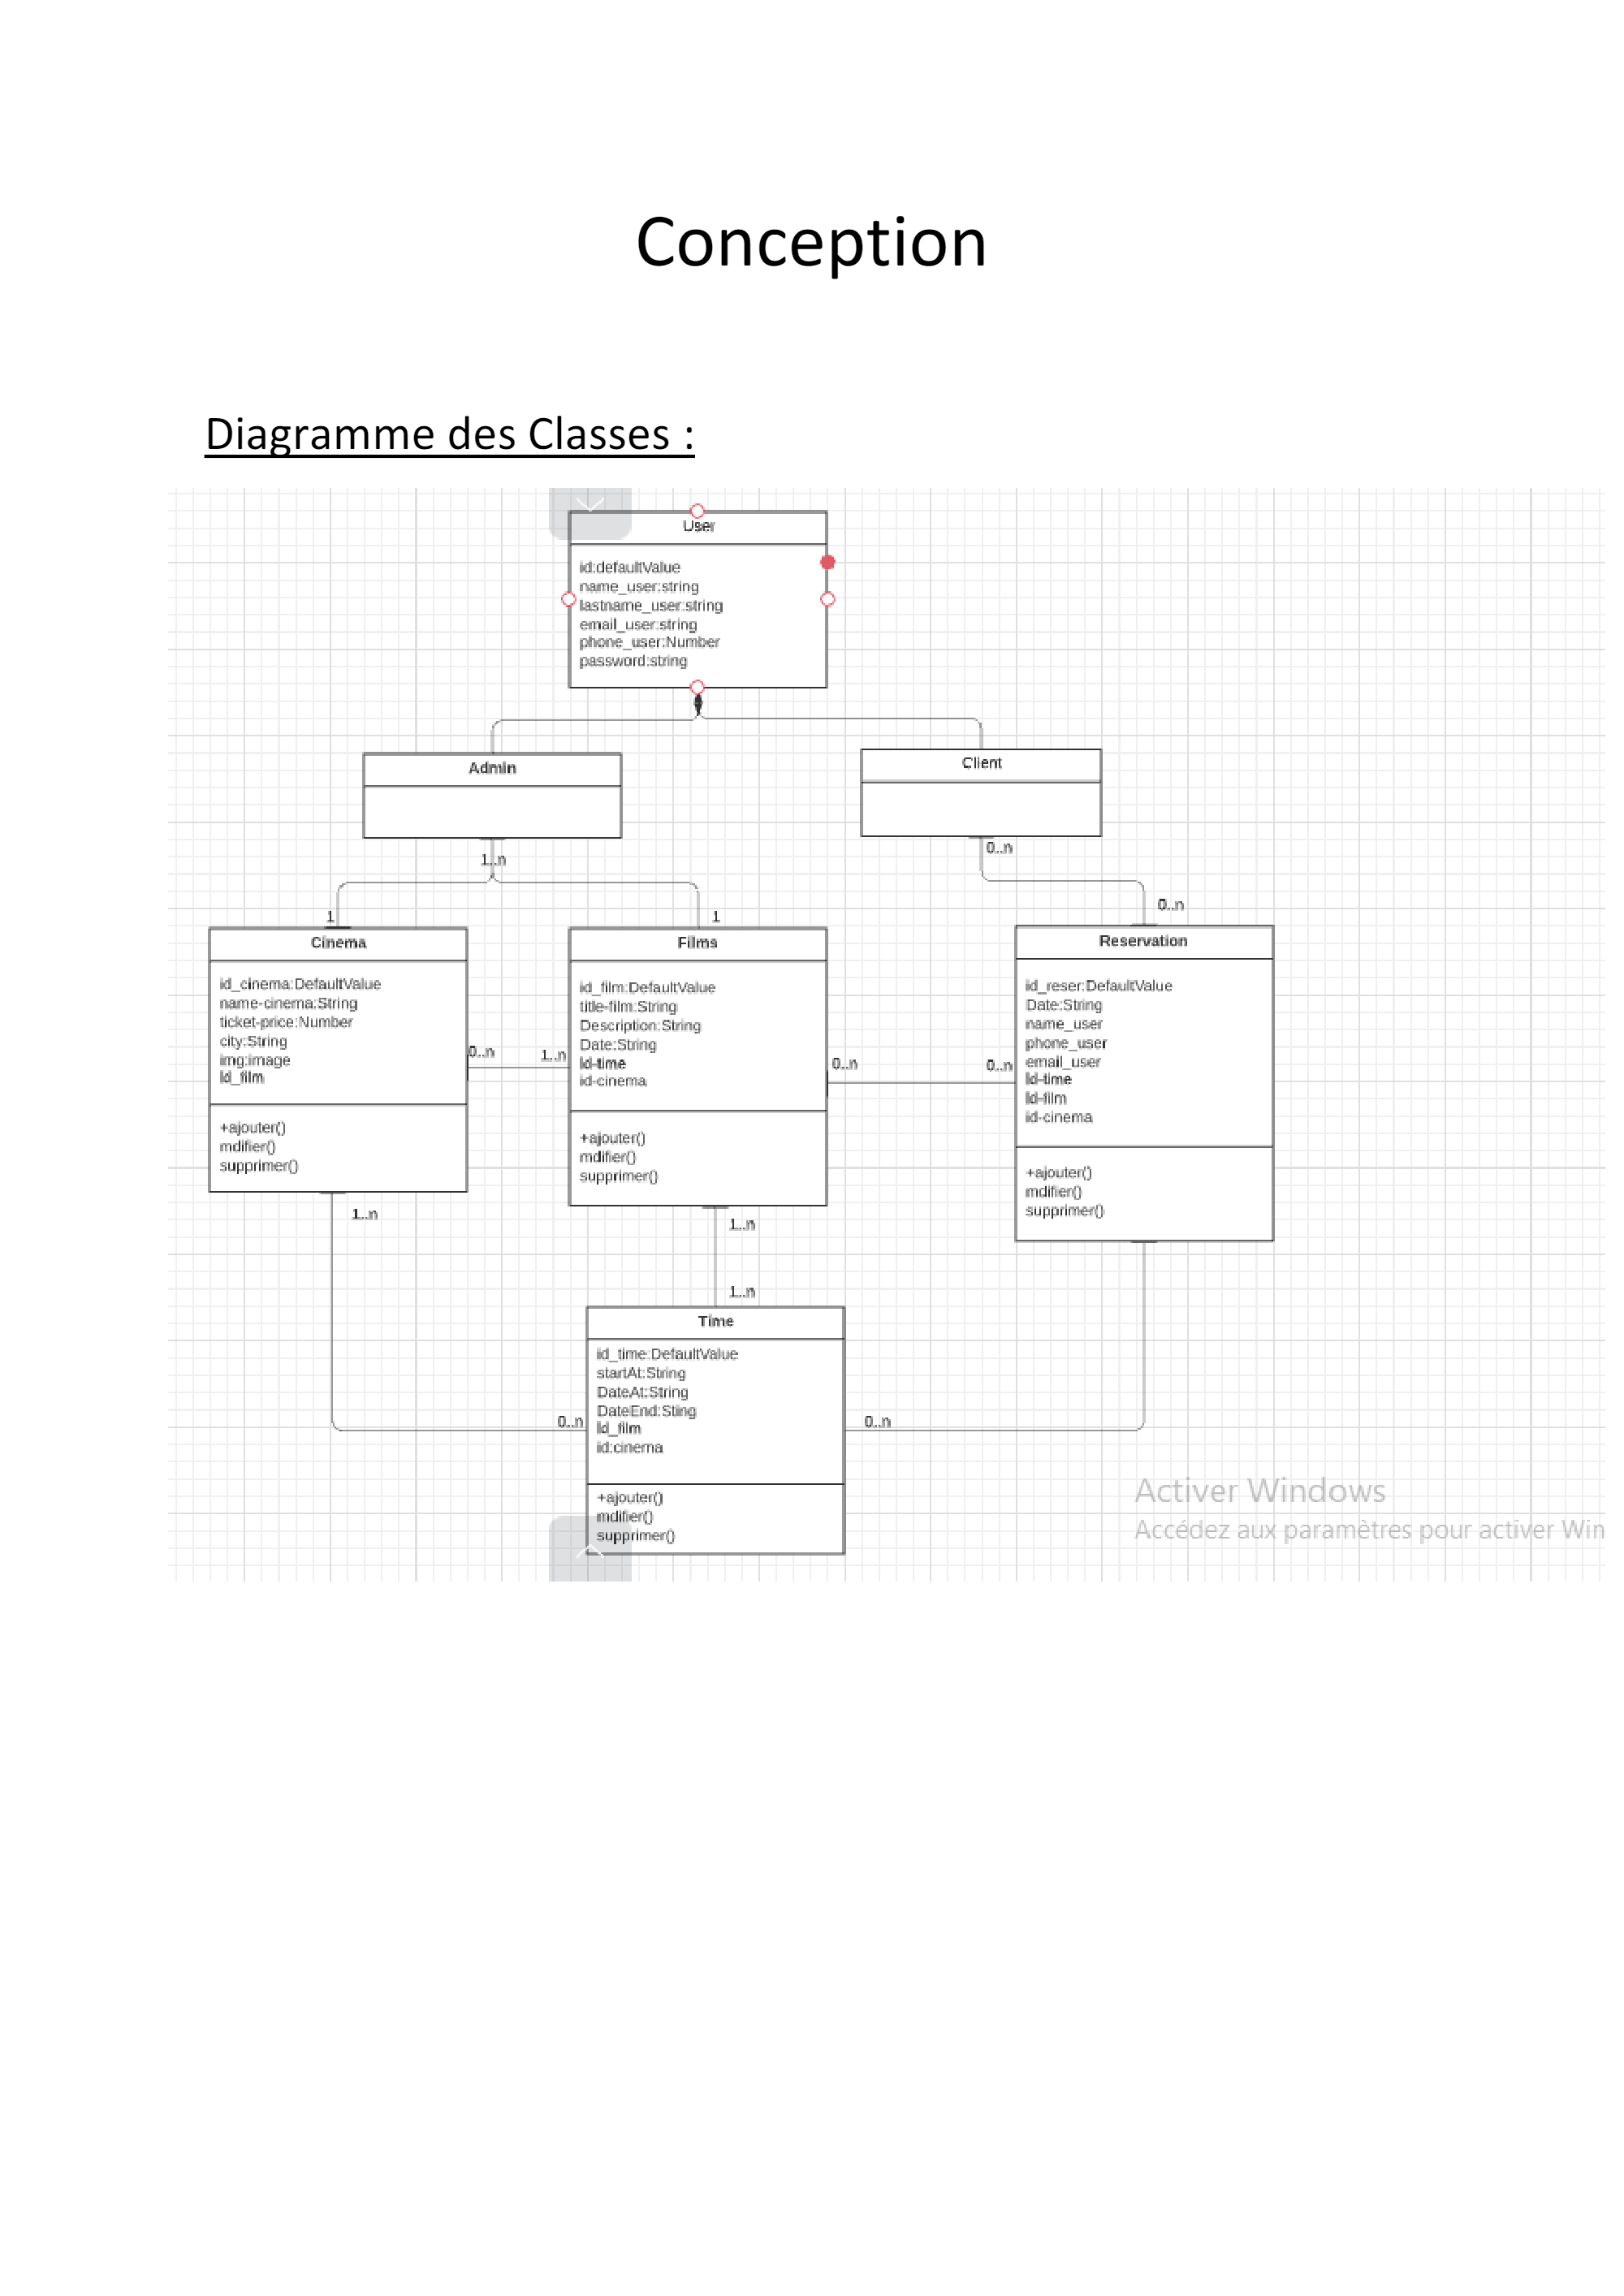 Conception
Diagramme des Classes :
User
id:defaultValue
name_user:string
lastname_user:string
email_user:string
phone_user:Number
password:string
Admin
Client
1..n
0..n
1
1
0..n
Cinema
id_cinema:DefaultValue
name-cinema:String
ticket-price:Number
city:String
img:image
Id_film
+ajouter()
mdifier()
supprimer()
0..n
1..n
Films
id_film:DefaultValue
title-film:String
Description:String
Date:String
Id-time
id-cinema
+ajouter()
mdifier()
supprimer()
0..n
0..n
Reservation
id_reser:DefaultValue
Date:String
name_user
phone_user
email_user
Id-time
Id-film
id-cinema
+ajouter()
mdifier()
supprimer()
1..n
1..n
1..n
Time
id_time:DefaultValue
startAt:String
DateAt:String
DateEnd:Sting
Id_film
id:cinema
+ajouter()
mdifier()
supprimer()
0..n
0..n
Activer Windows
Accédez aux paramètres pour activer Win